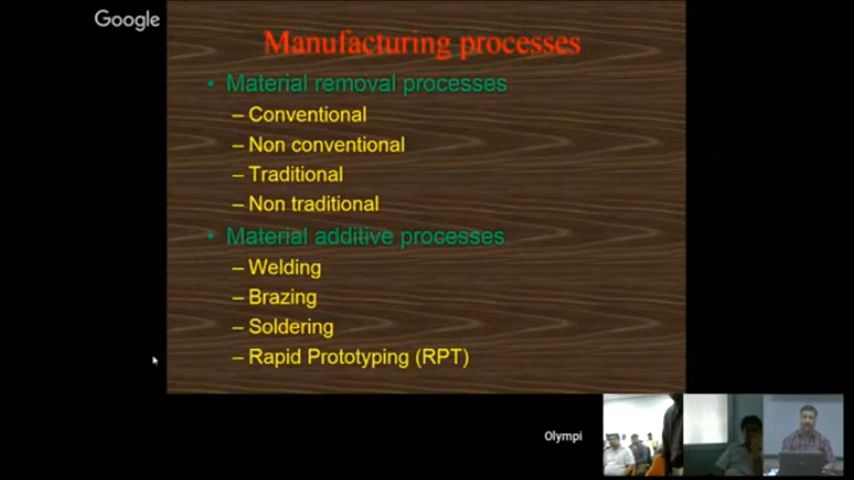 Google
Manufacturing processes
• Material removal processes
– Conventional
– Non conventional
– Traditional
– Non traditional
• Material additive processes
– Welding
– Brazing
– Soldering
– Rapid Prototyping (RPT)
Olympi